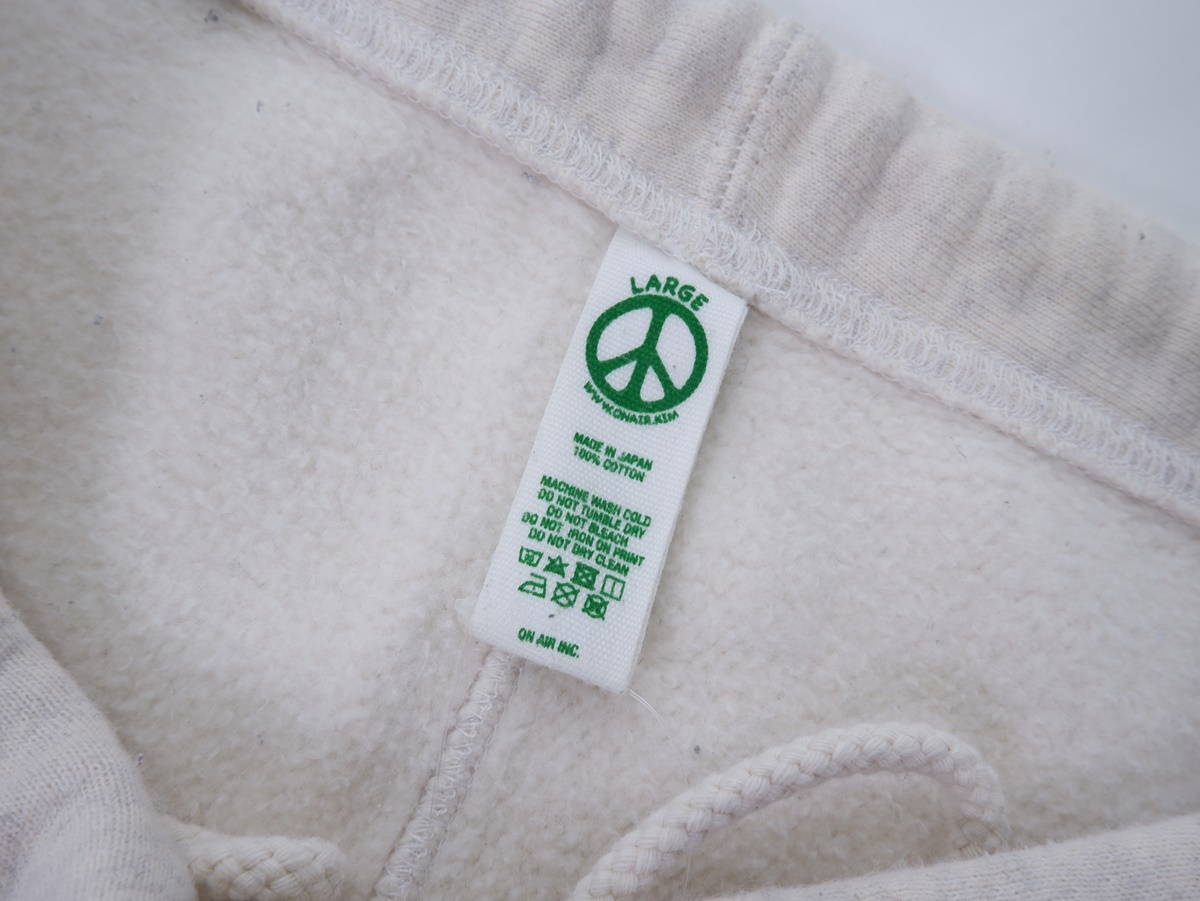 LARGE
WWW.ONAIR.KIM
MADE IN JAPAN
100% COTTON
MACHINE WASH COLD
DO NOT TUMBLE DRY
DO NOT BLEACH
DO NOT IRON ON PRINT
DO NOT DRY CLEAN
ON AIR INC.